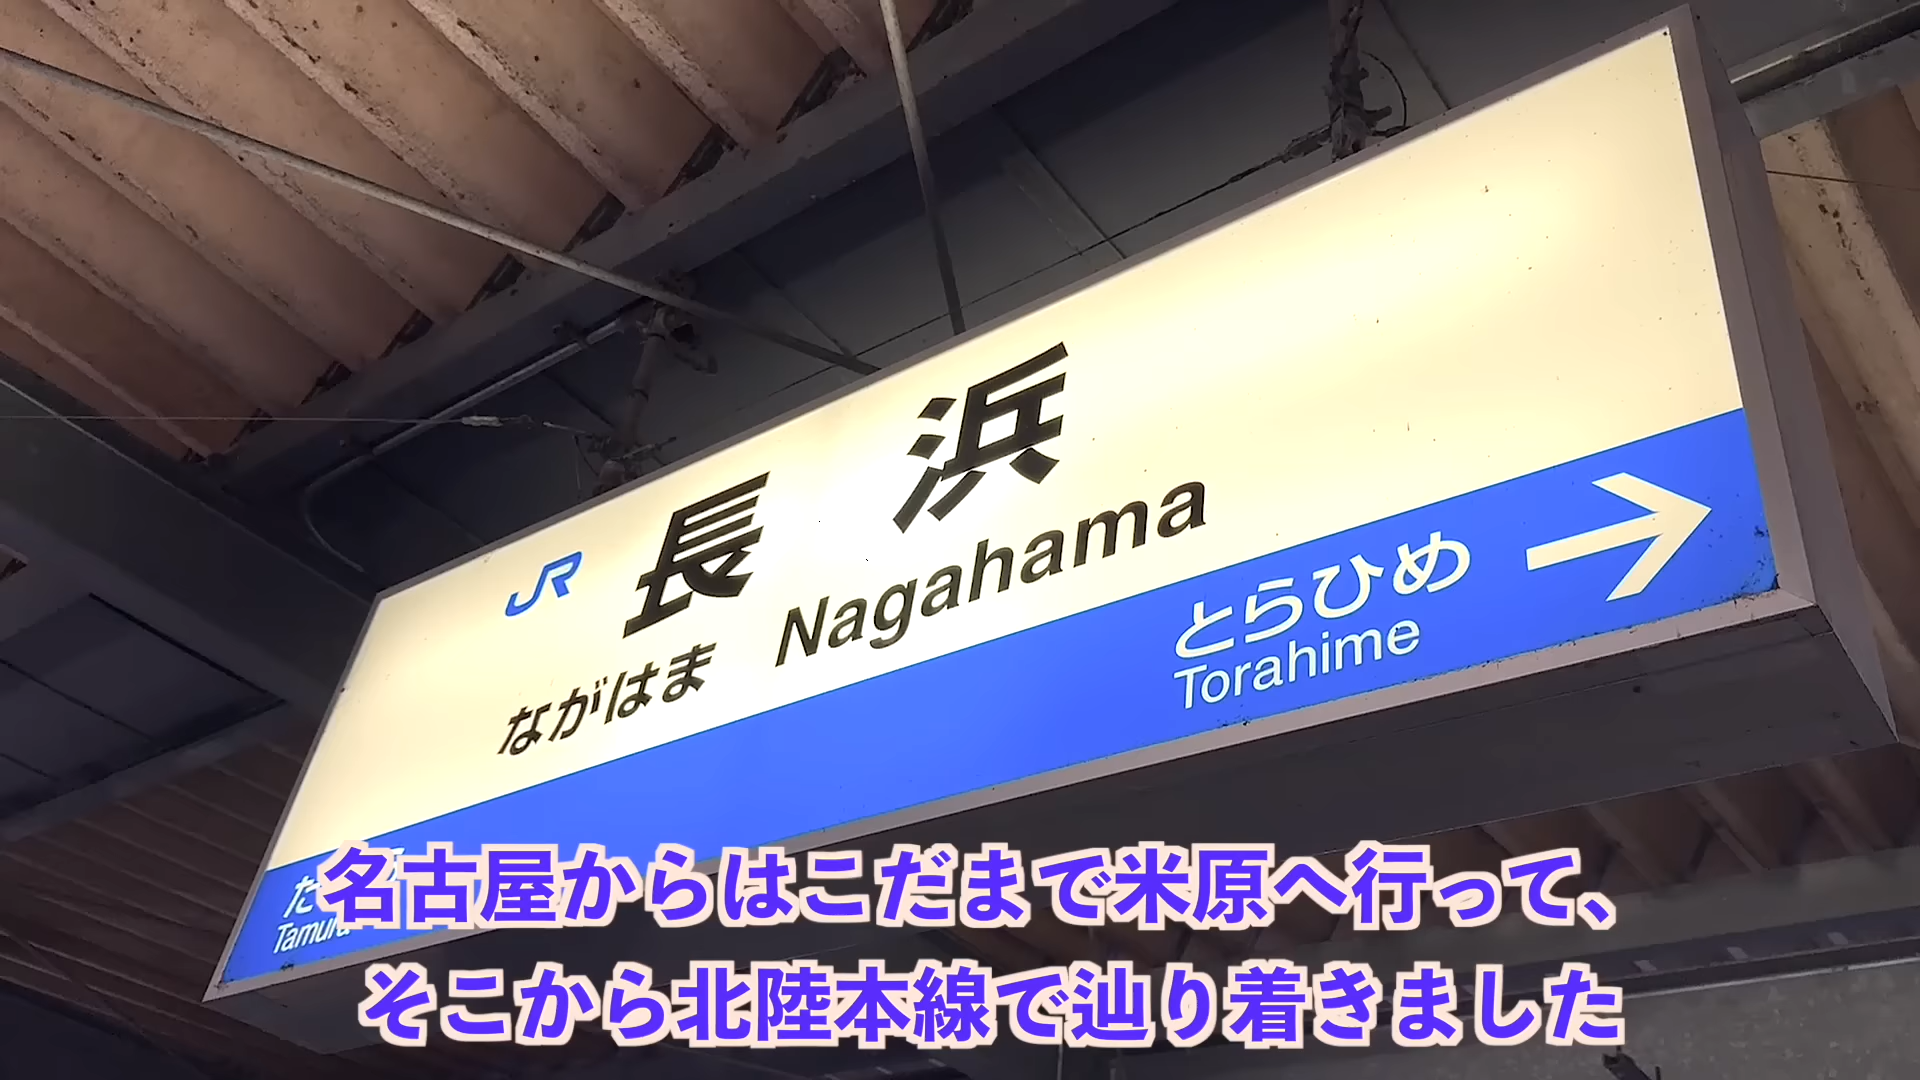 JR 長浜
ながはま Nagahama
とらひめ →
Torahime
名古屋からはこだまで米原へ行って、
そこから北陸本線で辿り着きました